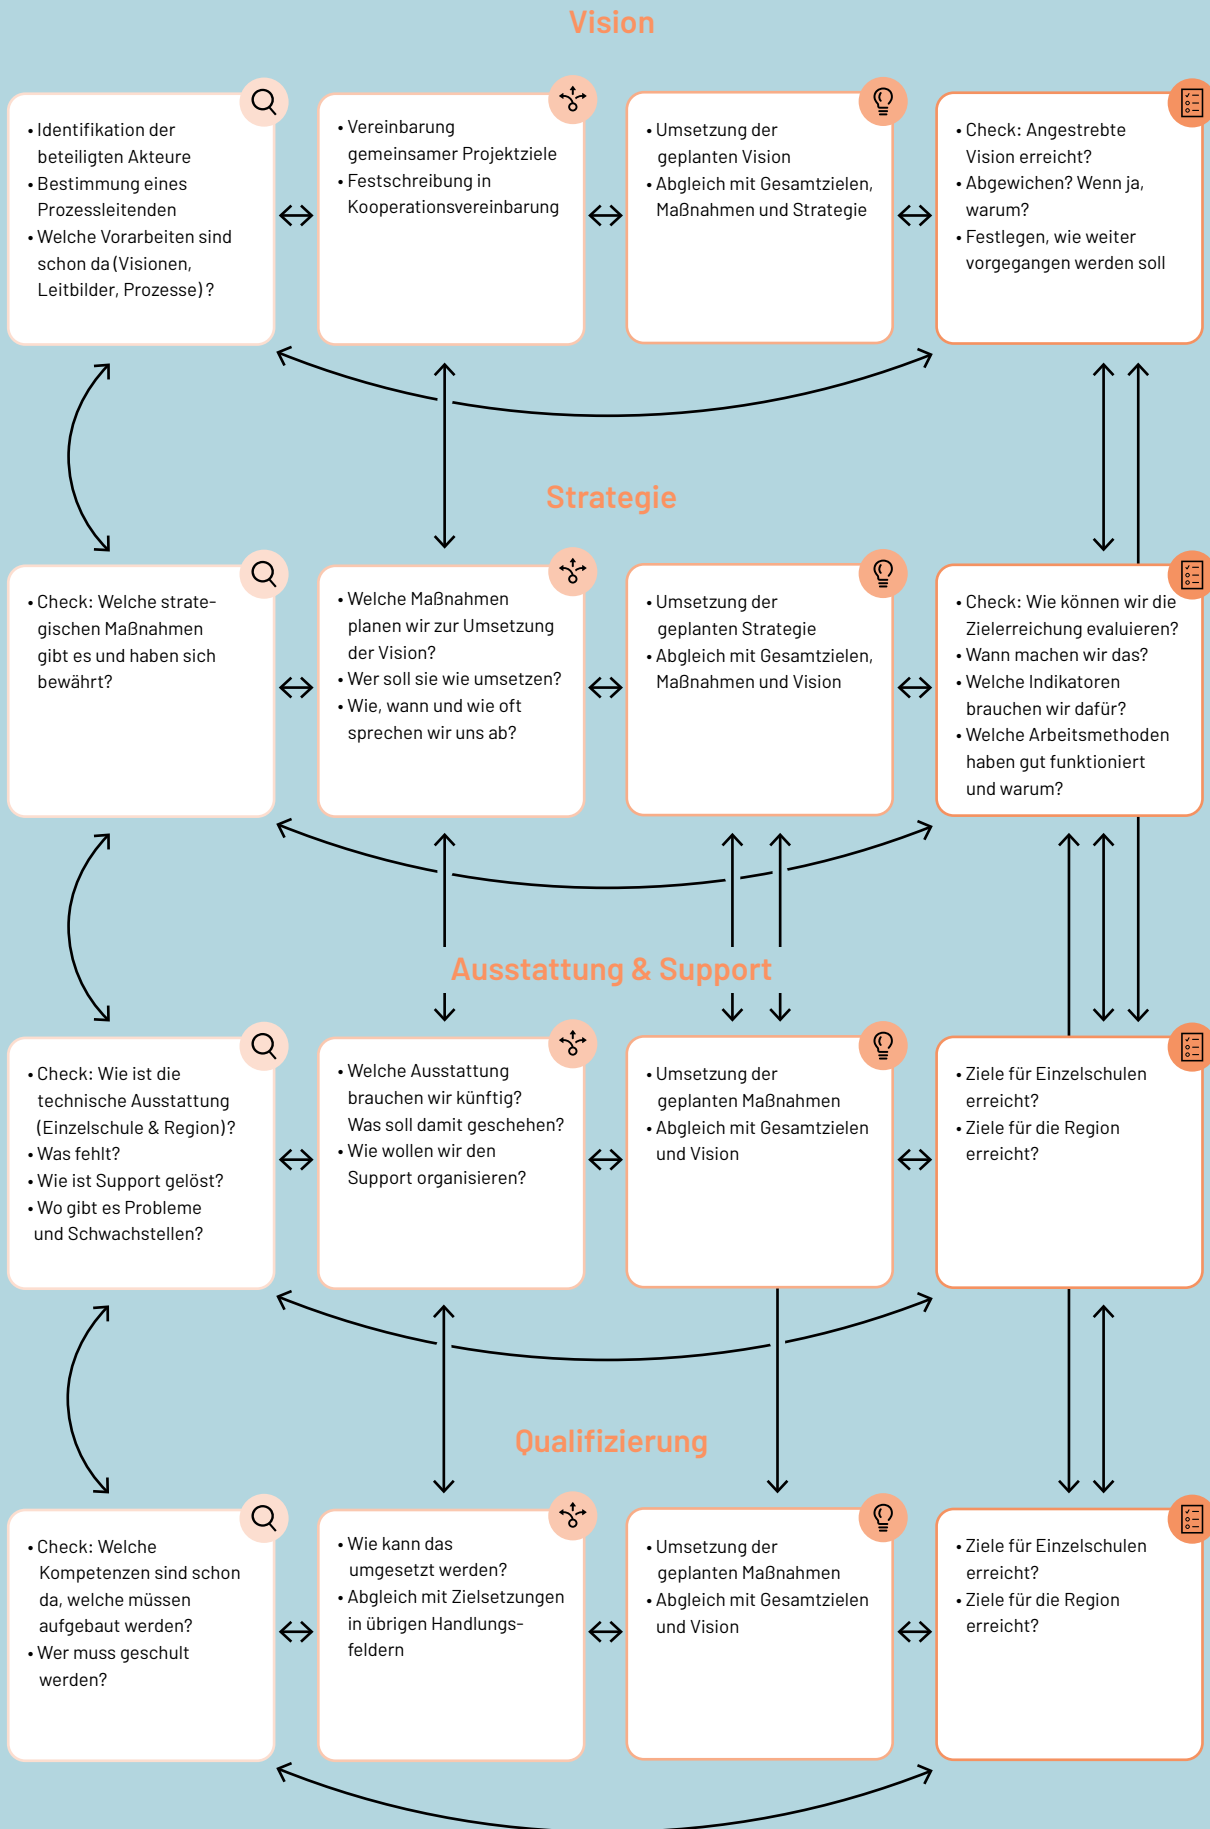 Vision
• Identifikation der
beteiligten Akteure
• Bestimmung eines
Prozessleitenden
• Welche Vorarbeiten sind
schon da (Visionen,
Leitbilder, Prozesse) ?
• Vereinbarung
gemeinsamer Projektziele
• Festschreibung in
Kooperationsvereinbarung
• Umsetzung der
geplanten Vision
• Abgleich mit Gesamtzielen,
Maßnahmen und Strategie
• Check: Angestrebte
Vision erreicht?
• Abgewichen? Wenn ja,
warum?
• Festlegen, wie weiter
vorgegangen werden soll
Strategie
• Check: Welche strate-
gischen Maßnahmen
gibt es und haben sich
bewährt?
• Welche Maßnahmen
planen wir zur Umsetzung
der Vision?
• Wer soll sie wie umsetzen?
• Wie, wann und wie oft
sprechen wir uns ab?
• Umsetzung der
geplanten Strategie
• Abgleich mit Gesamtzielen,
Maßnahmen und Vision
• Check: Wie können wir die
Zielerreichung evaluieren?
• Wann machen wir das?
• Welche Indikatoren
brauchen wir dafür?
• Welche Arbeitsmethoden
haben gut funktioniert
und warum?
Ausstattung & Support
• Check: Wie ist die
technische Ausstattung
(Einzelschule & Region)?
• Was fehlt?
• Wie ist Support gelöst?
• Wo gibt es Probleme
und Schwachstellen?
• Welche Ausstattung
brauchen wir künftig?
Was soll damit geschehen?
• Wie wollen wir den
Support organisieren?
• Umsetzung der
geplanten Maßnahmen
• Abgleich mit Gesamtzielen
und Vision
• Ziele für Einzelschulen
erreicht?
• Ziele für die Region
erreicht?
Qualifizierung
• Check: Welche
Kompetenzen sind schon
da, welche müssen
aufgebaut werden?
• Wer muss geschult
werden?
• Wie kann das
umgesetzt werden?
• Abgleich mit Zielsetzungen
in übrigen Handlungs-
feldern
• Umsetzung der
geplanten Maßnahmen
• Abgleich mit Gesamtzielen
und Vision
• Ziele für Einzelschulen
erreicht?
• Ziele für die Region
erreicht?